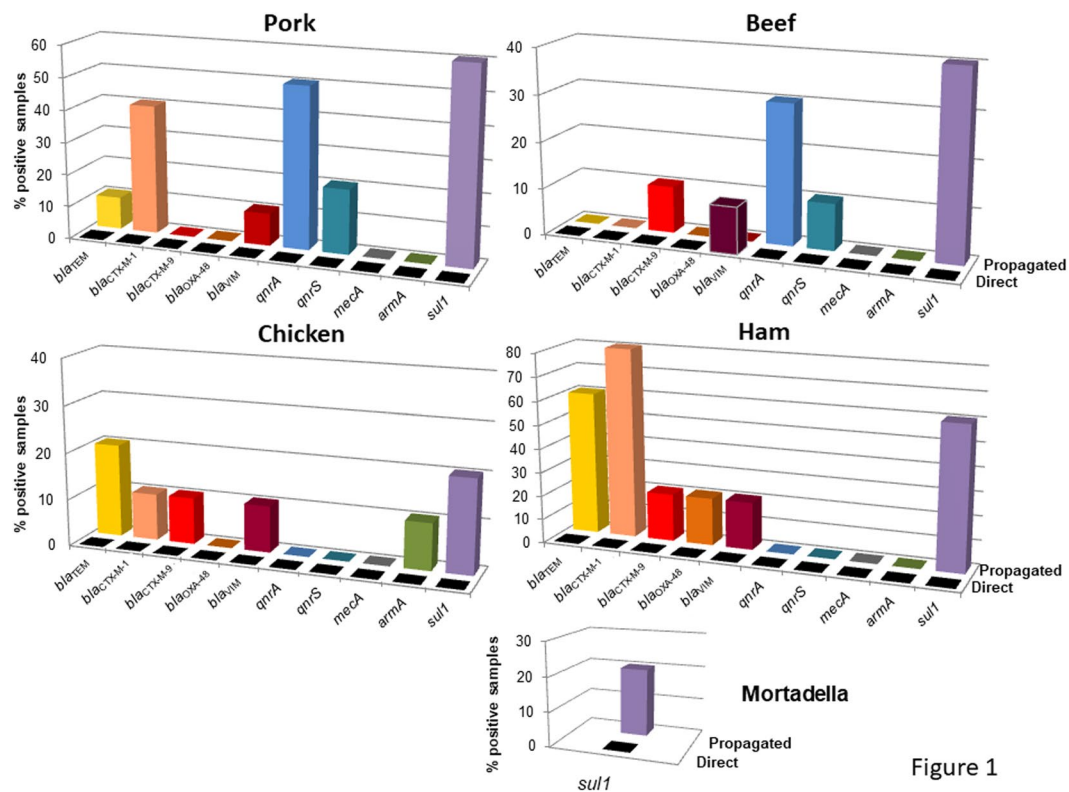 Pork
% positive samples
60
50
40
30
20
10
0
blaTEM
blaCTX-M-1
blaCTX-M-9
blaOXA-48
blaVIM
qnrA
qnrS
mecA
armA
sul1
Beef
40
30
20
10
0
blaTEM
blaCTX-M-1
blaCTX-M-9
blaOXA-48
blaVIM
qnrA
qnrS
mecA
armA
sul1
Propagated
Direct
Chicken
% positive samples
40
30
20
10
0
blaTEM
blaCTX-M-1
blaCTX-M-9
blaOXA-48
blaVIM
qnrA
qnrS
mecA
armA
sul1
Ham
80
70
60
50
40
30
20
10
0
blaTEM
blaCTX-M-1
blaCTX-M-9
blaOXA-48
blaVIM
qnrA
qnrS
mecA
armA
sul1
Propagated
Direct
% positive samples
30
20
10
0
sul1
Mortadella
Propagated
Direct
Figure 1